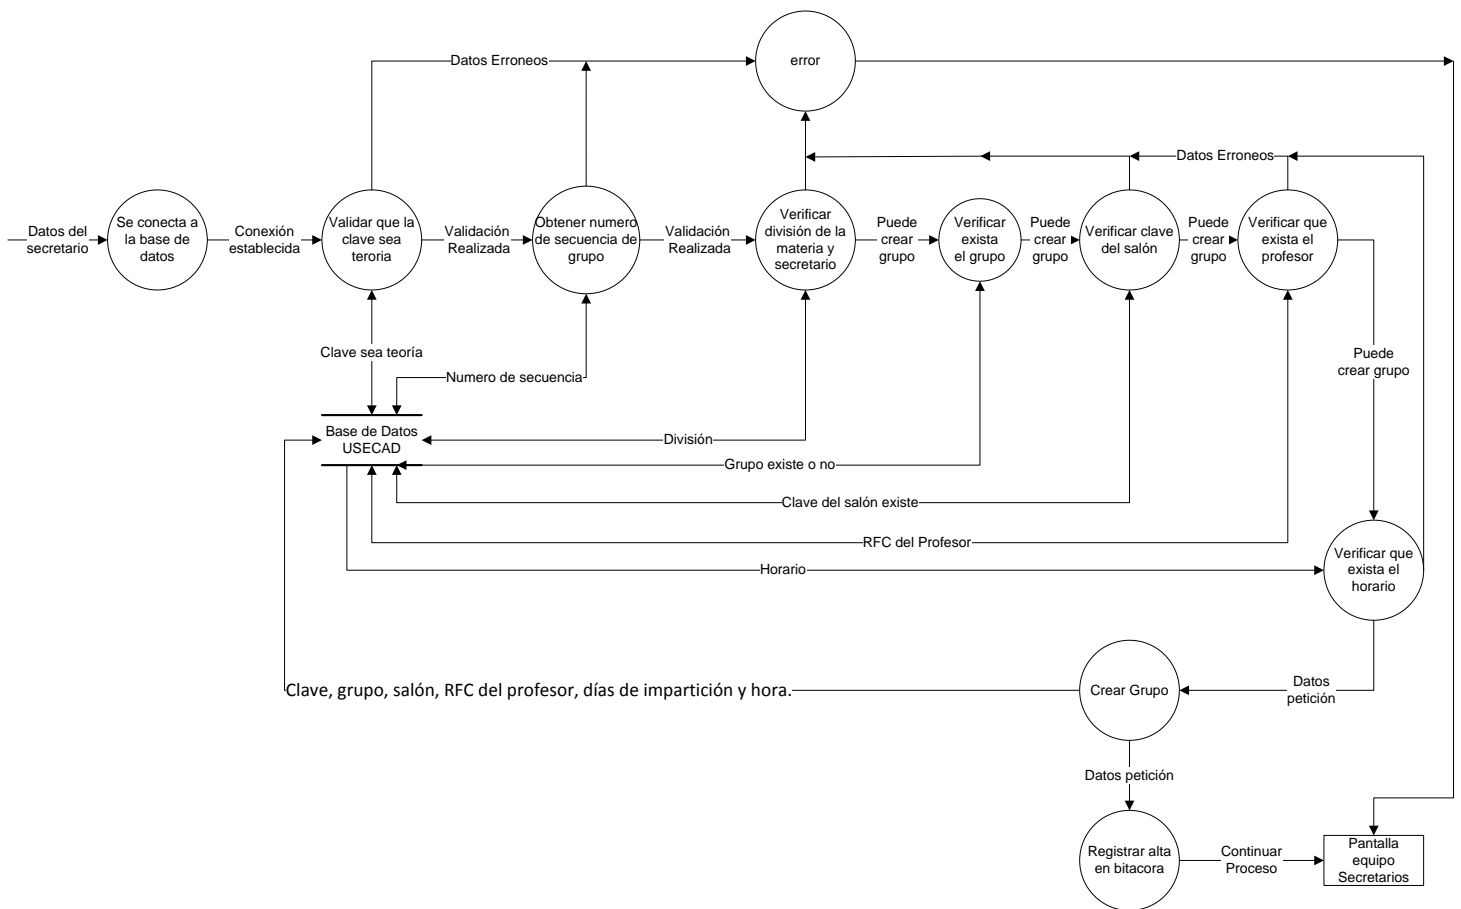 error
Datos Erroneos
Datos Erroneos
Datos del
secretario
Se conecta a
la base de
datos
Conexión
establecida
Validar que la
clave sea
teroria
Validación
Realizada
Obtener numero
de secuencia de
grupo
Validación
Realizada
Verificar
división de la
materia y
secretario
Puede
crear
grupo
Verificar
exista
el grupo
Puede
crear
grupo
Verificar clave
del salón
Puede
crear
grupo
Verificar que
exista el
profesor
Puede
crear grupo
Clave sea teoría
Numero de secuencia
Base de Datos
USECAD
División
Grupo existe o no
Clave del salón existe
RFC del Profesor
Horario
Verificar que
exista el
horario
Clave, grupo, salón, RFC del profesor, días de impartición y hora.
Crear Grupo
Datos
petición
Datos petición
Registrar alta
en bitacora
Continuar
Proceso
Pantalla
equipo
Secretarios